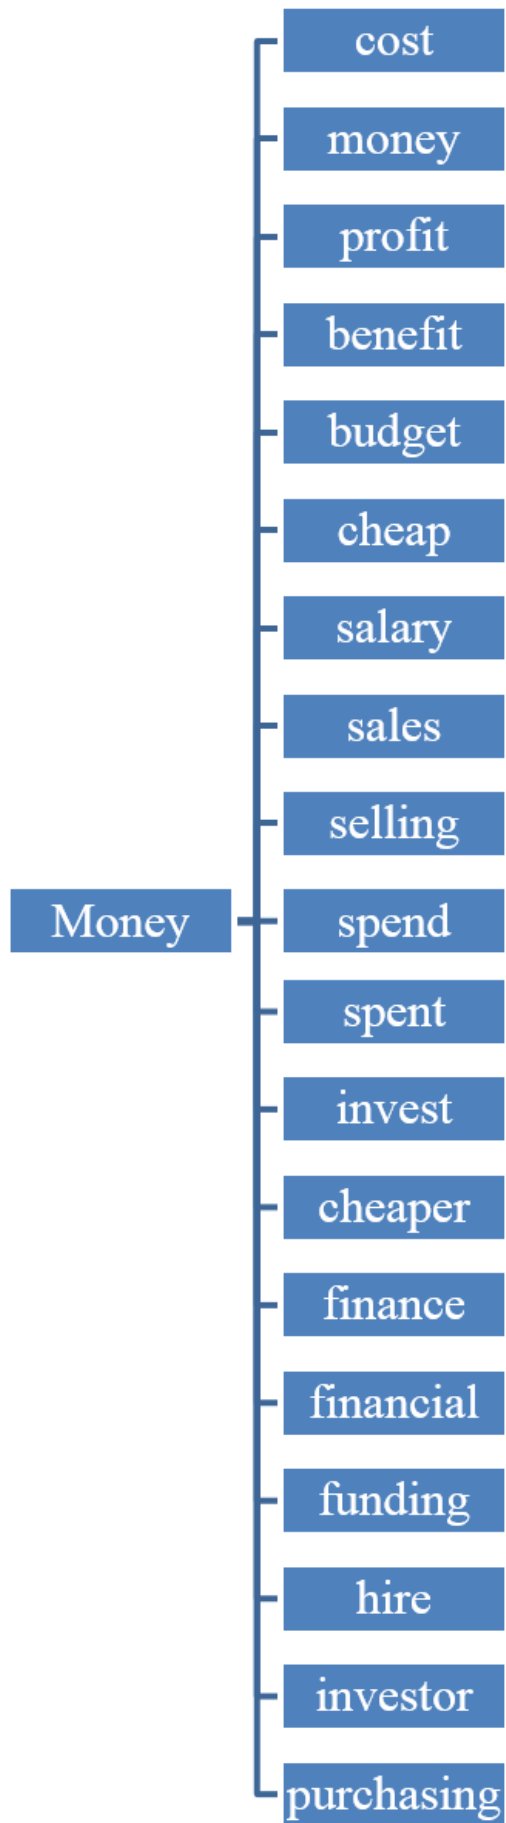 cost
money
profit
benefit
budget
cheap
salary
sales
selling
Money
spend
spent
invest
cheaper
finance
financial
funding
hire
investor
purchasing